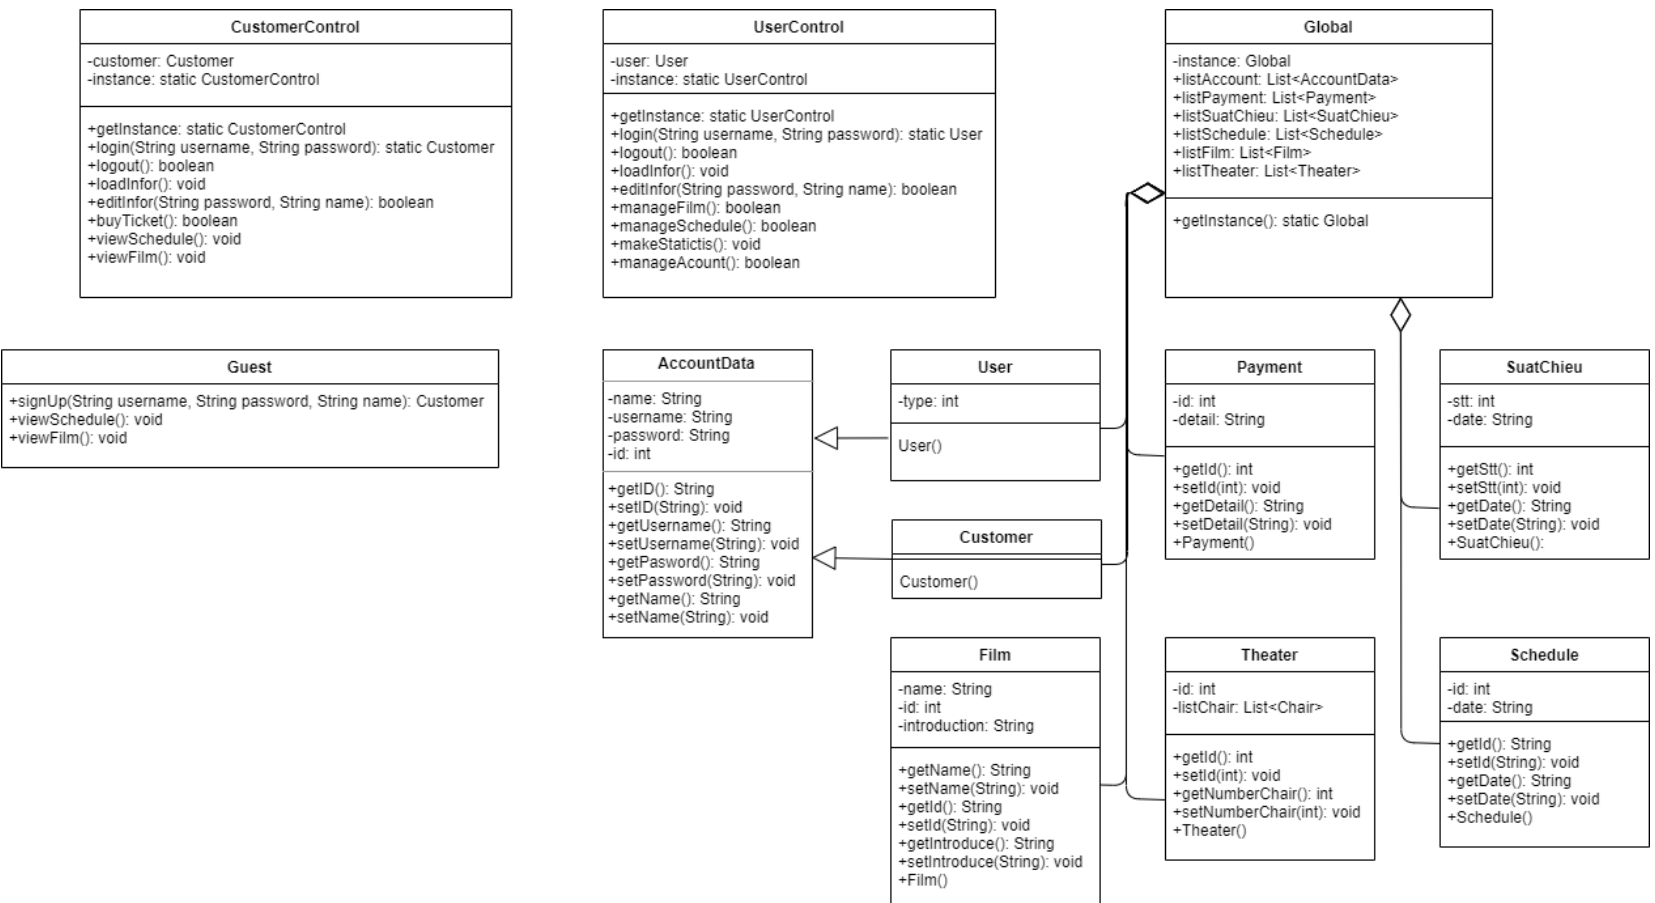 CustomerControl
-customer: Customer
-instance: static CustomerControl
+getInstance: static CustomerControl
+login(String username, String password): static Customer
+logout(): boolean
+loadInfor(): void
+editInfor(String password, String name): boolean
+buyTicket(): boolean
+viewSchedule(): void
+viewFilm(): void
UserControl
-user: User
-instance: static UserControl
+getInstance: static UserControl
+login(String username, String password): static User
+logout(): boolean
+loadInfor(): void
+editInfor(String password, String name): boolean
+manageFilm(): boolean
+manageSchedule(): boolean
+makeStatictis(): void
+manageAcount(): boolean
Global
-instance: Global
+listAccount: List<AccountData>
+listPayment: List<Payment>
+listSuatChieu: List<SuatChieu>
+listSchedule: List<Schedule>
+listFilm: List<Film>
+listTheater: List<Theater>
+getInstance(): static Global
Guest
+signUp(String username, String password, String name): Customer
+viewSchedule(): void
+viewFilm(): void
AccountData
-name: String
-username: String
-password: String
-id: int
+getID(): String
+setID(String): void
+getUsername(): String
+setUsername(String): void
+getPasword(): String
+setPassword(String): void
+getName(): String
+setName(String): void
User
-type: int
User()
Customer
Customer()
Payment
-id: int
-detail: String
+getId(): int
+setId(int): void
+getDetail(): String
+setDetail(String): void
+Payment()
SuatChieu
-stt: int
-date: String
+getStt(): int
+setStt(int): void
+getDate(): String
+setDate(String): void
+SuatChieu():
Film
-name: String
-id: int
-introduction: String
+getName(): String
+setName(String): void
+getId(): String
+setId(String): void
+getIntroduce(): String
+setIntroduce(String): void
+Film()
Theater
-id: int
-listChair: List<Chair>
+getId(): int
+setId(int): void
+getNumberChair(): int
+setNumberChair(int): void
+Theater()
Schedule
-id: int
-date: String
+getId(): String
+setId(String): void
+getDate(): String
+setDate(String): void
+Schedule()